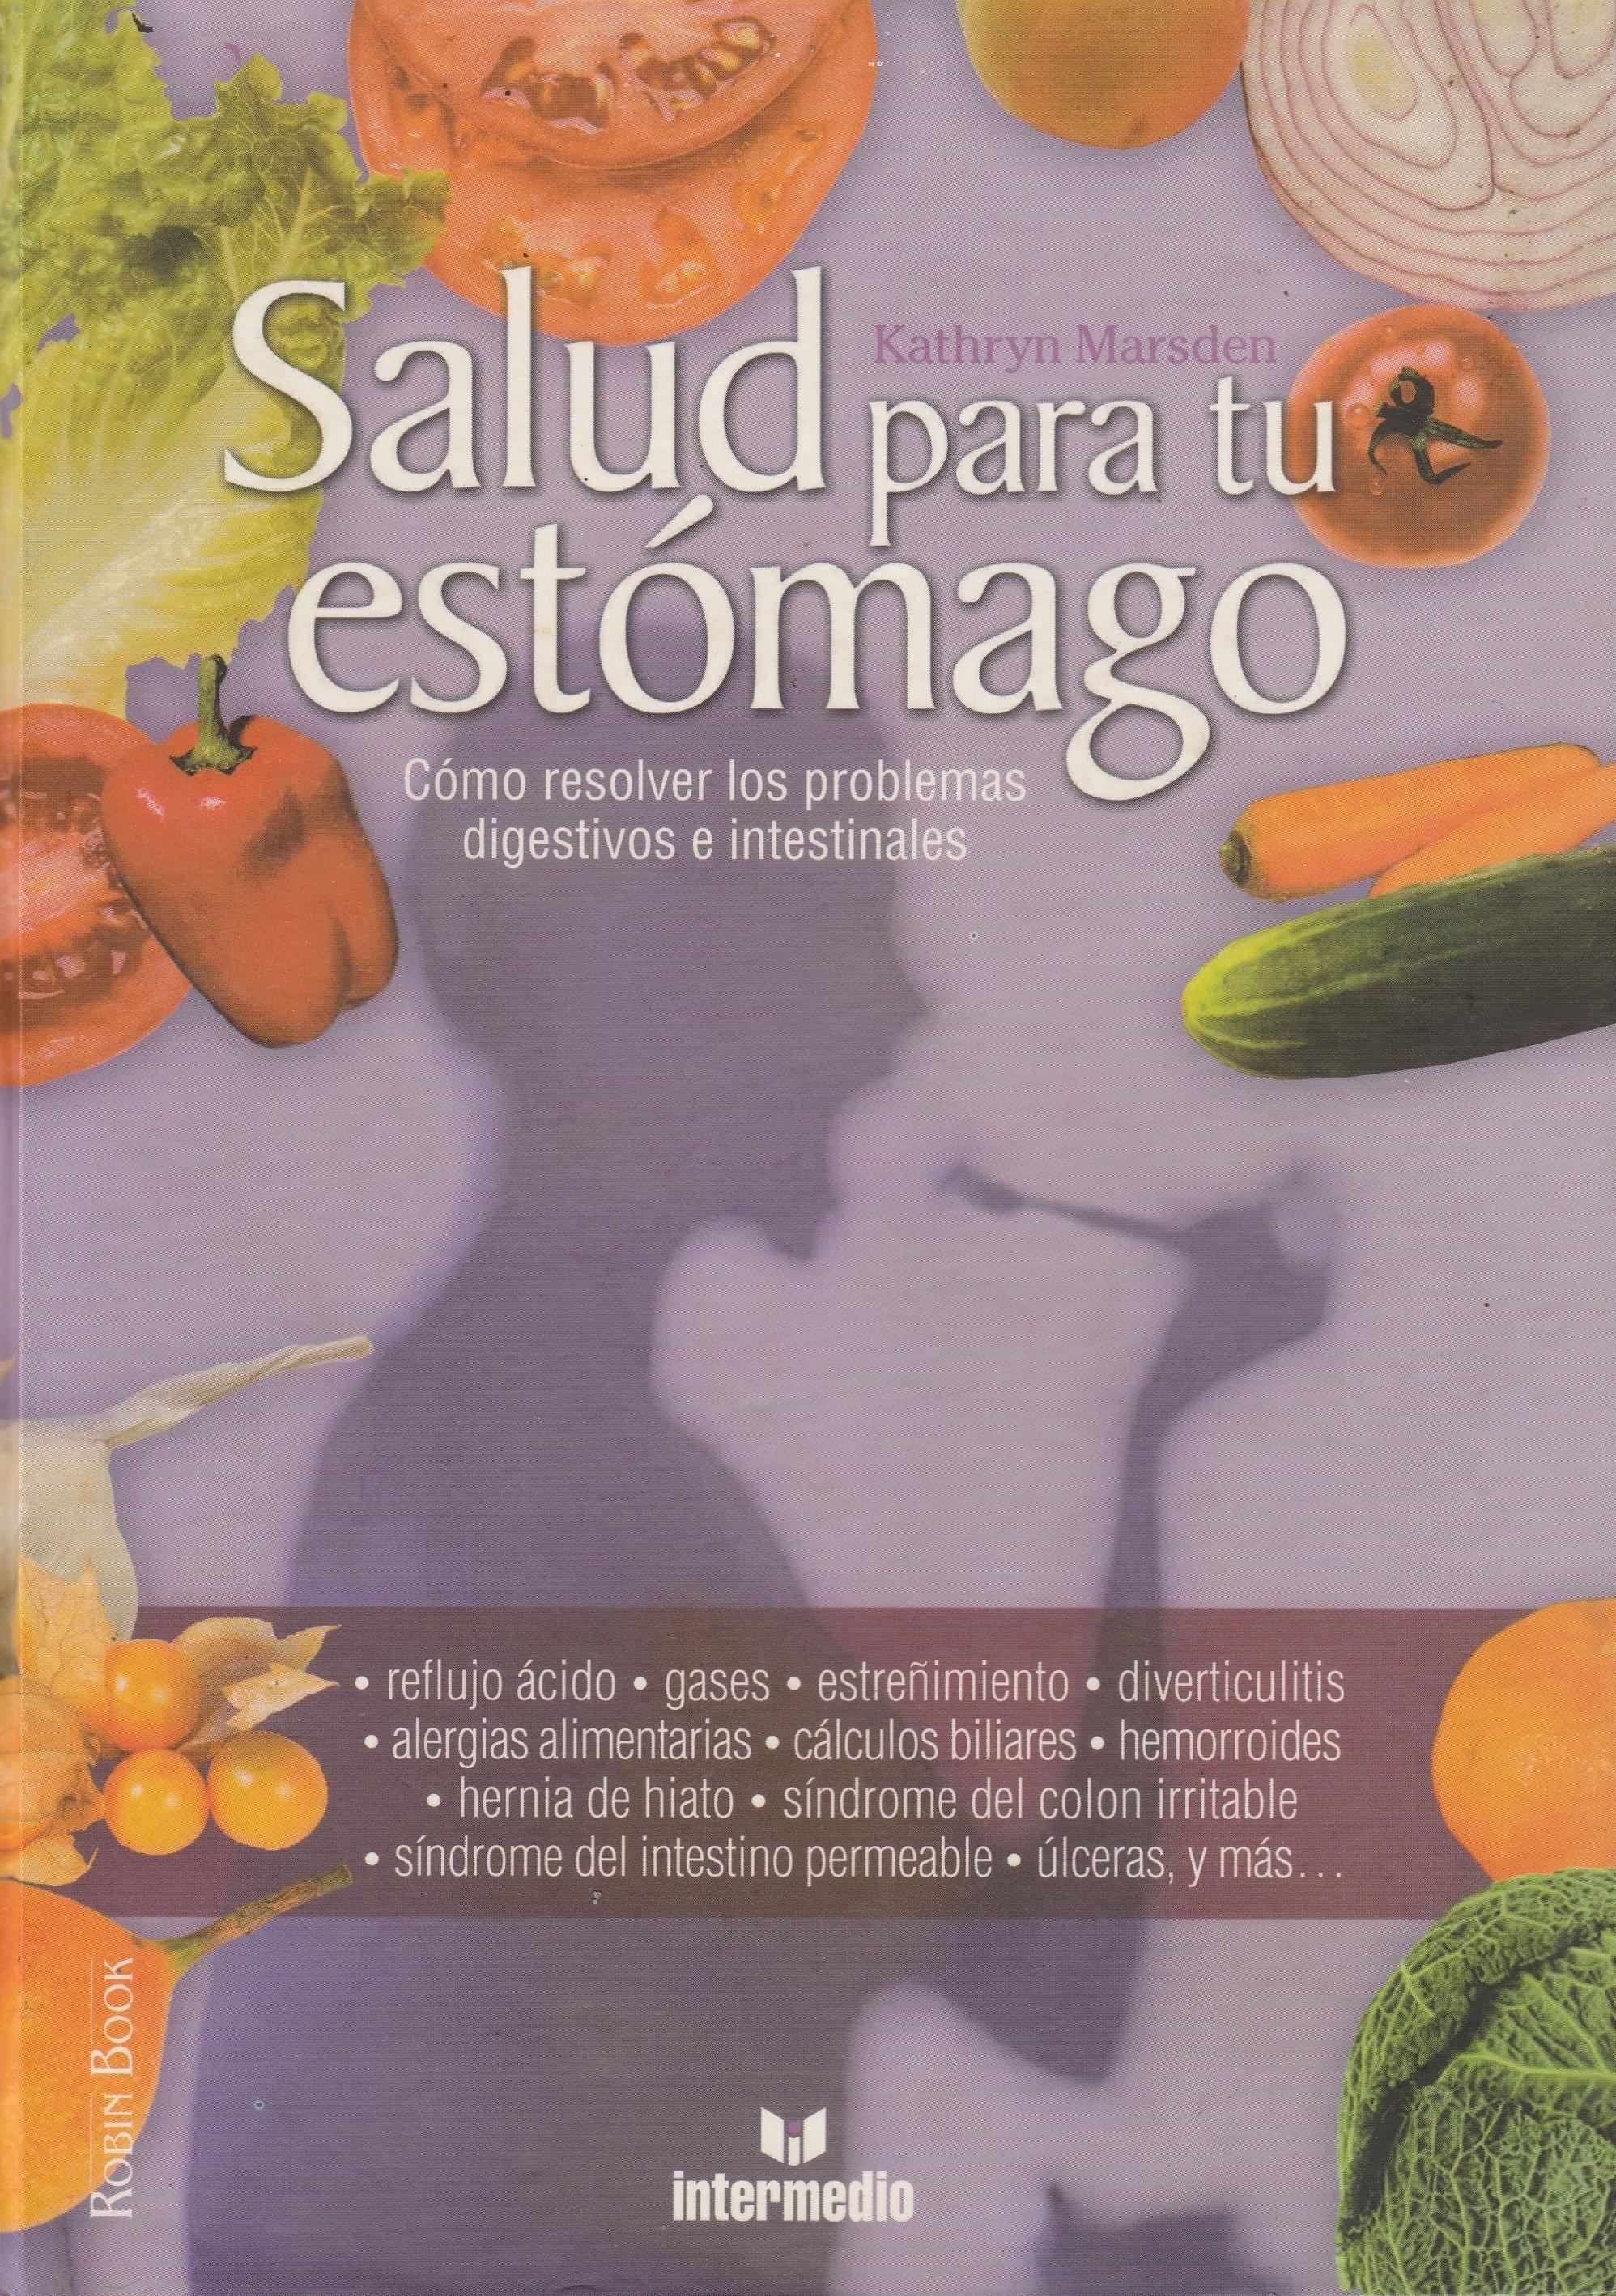 Kathryn Marsden
Salud para tu
estómago
Cómo resolver los problemas
digestivos e intestinales
• reflujo ácido • gases • estreñimiento • diverticulitis
• alergias alimentarias • cálculos biliares • hemorroides
• hernia de hiato • síndrome del colon irritable
• síndrome del intestino permeable • úlceras, y más...
ROBIN BOOK
intermedio